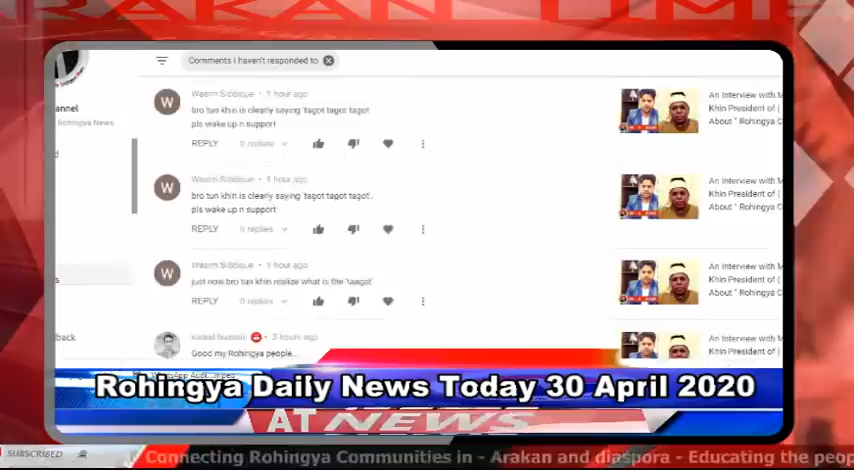 Comments I haven't responded to
annel
Rohingya News
Wasim Siddique • 1 hour ago
bro tun khin is clearly saying 'tagot tagot tagot'
pls wake up n support
REPLY 0 replies
An Interview with M
Khin President of (
About " Rohingya C
Wasim Siddique • 1 hour ago
bro tun khin is clearly saying 'tagot tagot tagot'.
pls wake up n support
REPLY 0 replies
An Interview with M
Khin President of (
About " Rohingya C
Wasim Siddique • 1 hour ago
just now.bro tun khin realize what is the 'taagat'
REPLY 0 replies
An Interview with M
Khin President of (
About " Rohingya C
2 hours ago
Good my Rohingya people...
An Interview with M
Khin President of (
back
Rohingya Daily News Today 30 April 2020
AT NEWS
SUBSCRIBED
Connecting Rohingya Communities in - Arakan and diaspora - Educating the peop